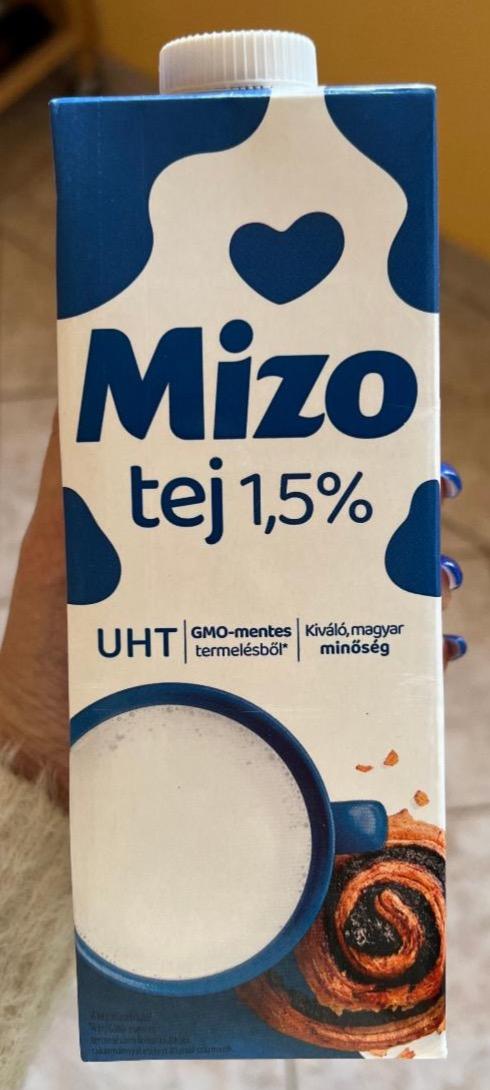 Mizo
tej 1,5%
UHT
GMO-mentes
termelésből*
Kiváló, magyar
minőség